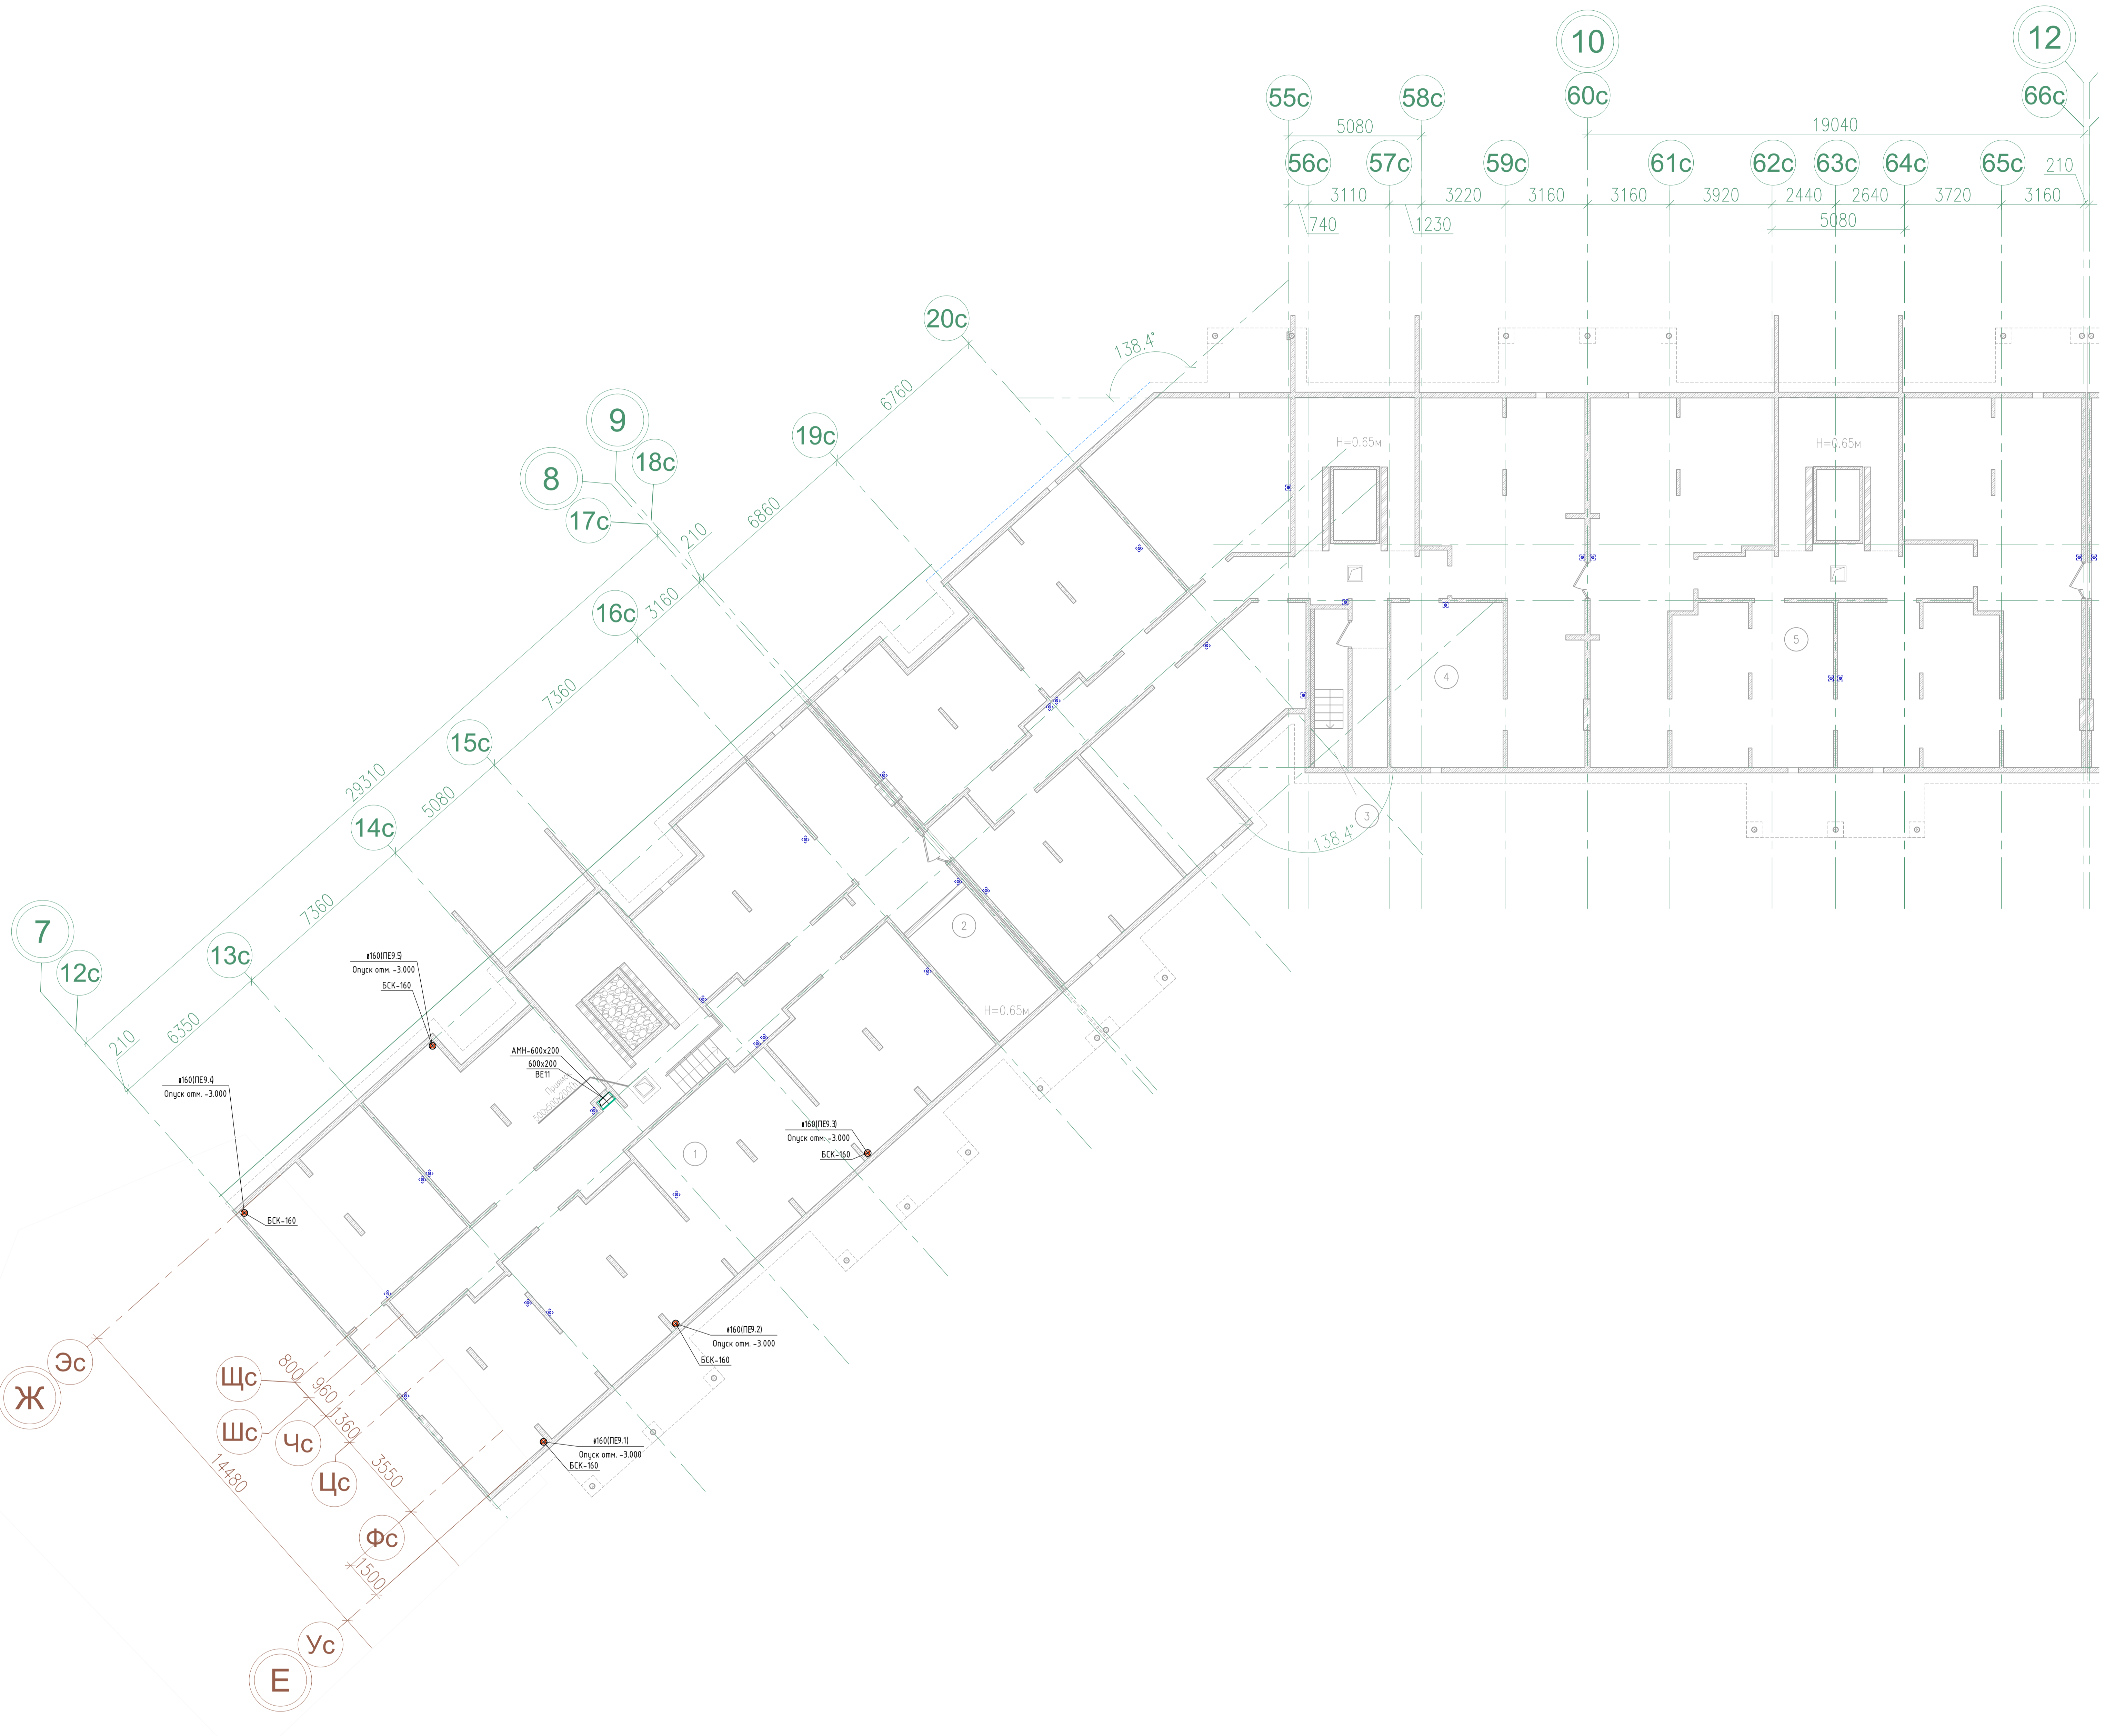 10
12
55с
58с
60с
66с
5080
19040
56с
57с
59с
61с
62с
63с
64с
65с
210
3110
3220
3160
3160
3920
2440
2640
3720
3160
740
1230
5080
20с
138.4°
6760
9
19с
18с
8
17с
H=0.65м
H=0.65м
6860
210
16с
3160
7360
5
4
15с
29310
5080
3
138.4°
14с
7360
7
13с
12с
2
ø160(ПЕ9.5)
Опуск отм. -3.000
БСК-160
H=0.65м
210
6350
АМН-600х200
600х200
ВЕ11
ø160(ПЕ9.4)
Опуск отм. -3.000
Приямок
ø160(ПЕ9.3)
Опуск отм. -3.000
БСК-160
1
БСК-160
ø160(ПЕ9.2)
Опуск отм. -3.000
БСК-160
Эс
Ж
Щс
800
960
1360
Шс
Чс
Цс
3550
14480
ø160(ПЕ9.1)
Опуск отм. -3.000
БСК-160
Фс
1500
Ус
Е